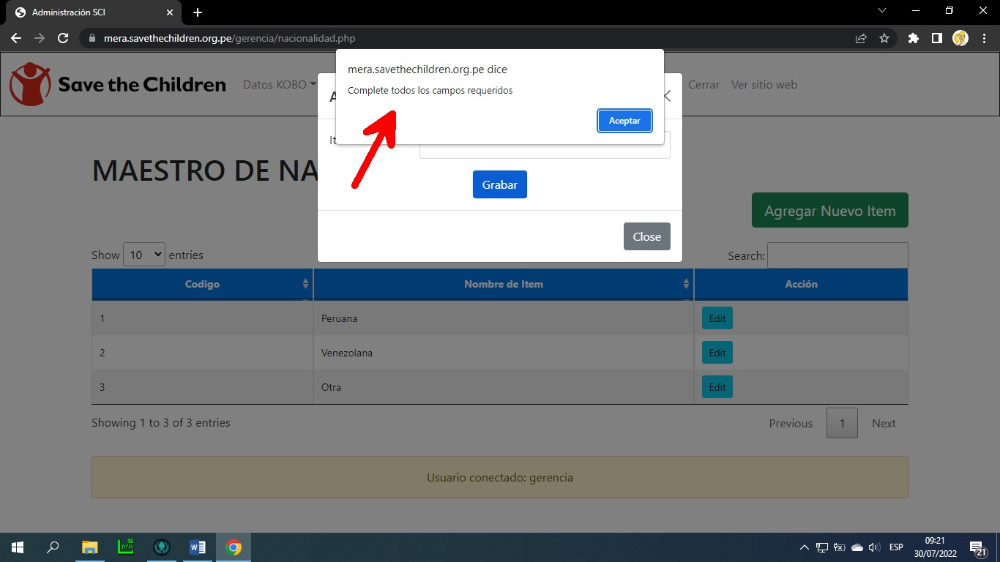 Administración SCI
mera.savethechildren.org.pe/gerencia/nacionalidad.php
Save the Children
Datos KOBO
Cerrar
Ver sitio web
mera.savethechildren.org.pe dice
Complete todos los campos requeridos
Aceptar
MAESTRO DE NA
Grabar
Agregar Nuevo Item
Close
Show 10 entries
Search:
Codigo Nombre de Item Acción
1 Peruana Edit
2 Venezolana Edit
3 Otra Edit
Showing 1 to 3 of 3 entries
Previous 1 Next
Usuario conectado: gerencia
ESP
09:21
30/07/2022
21